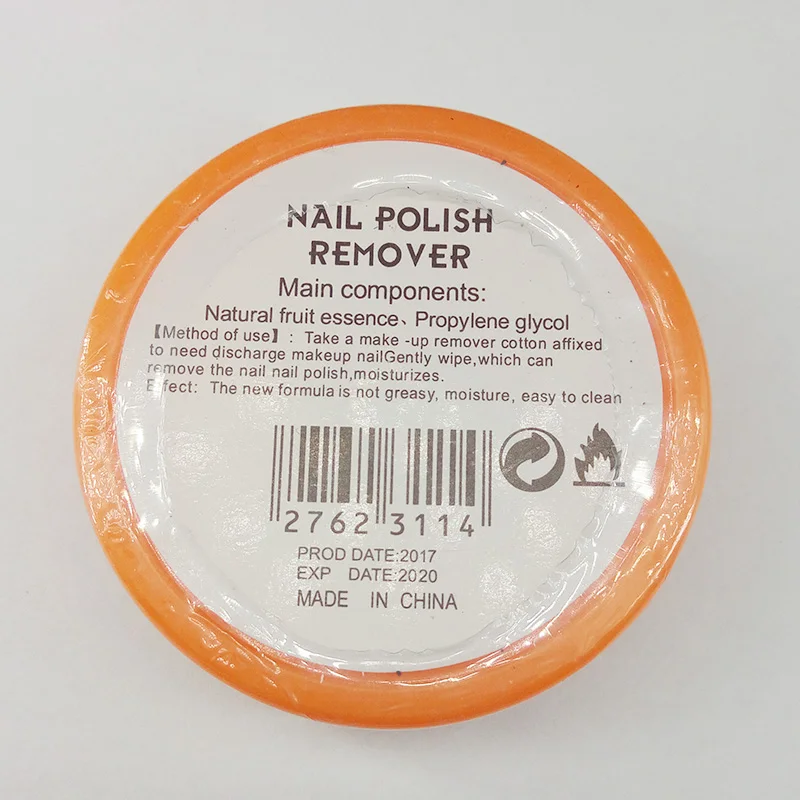 NAIL POLISH
REMOVER
Main components:
Natural fruit essence、Propylene glycol
【Method of use】: Take a make -up remover cotton affixed
to need discharge makeup nailGently wipe,which can
remove the nail nail polish,moisturizes.
Effect: The new formula is not greasy, moisture, easy to clean
2762 3114
PROD DATE:2017
EXP DATE:2020
MADE IN CHINA